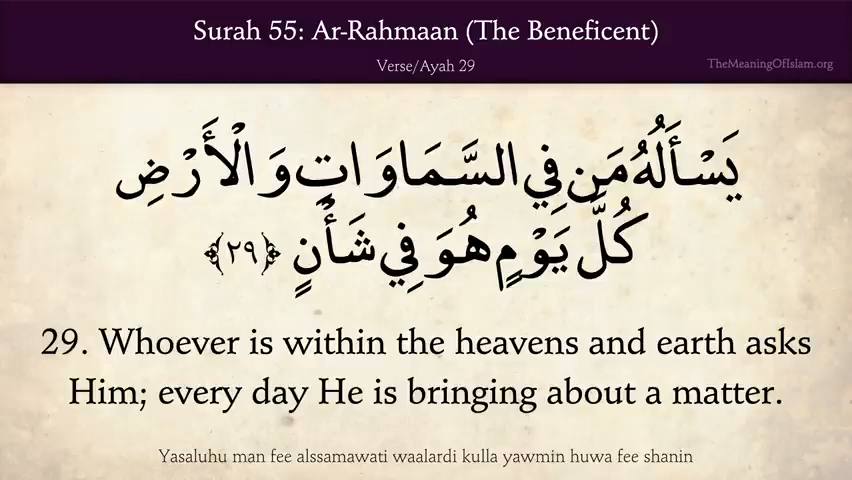 Surah 55: Ar-Rahmaan (The Beneficent)
Verse/Ayah 29
TheMeaningOfIslam.org
يَسْأَلُهُ مَن فِي السَّمَاوَاتِ وَالْأَرْضِ
كُلَّ يَوْمٍ هُوَ فِي شَأْنٍ ﴿٢٩﴾
29. Whoever is within the heavens and earth asks
Him; every day He is bringing about a matter.
Yasaluhu man fee alssamawati waalardi kulla yawmin huwa fee shanin